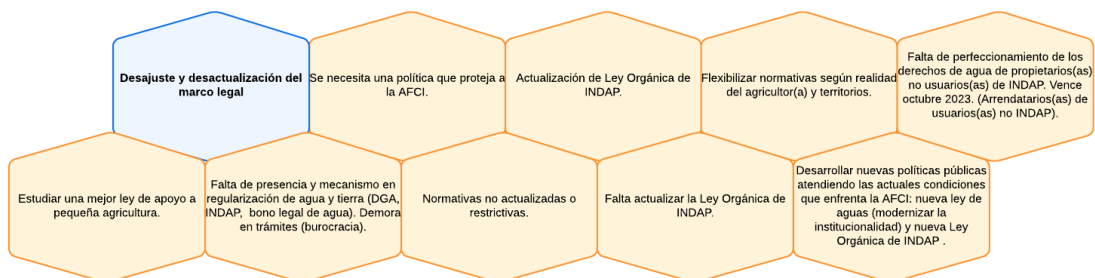 Desajuste y desactualización del
marco legal
Se necesita una política que proteja a
la AFCI.
Actualización de Ley Orgánica de
INDAP.
Flexibilizar normativas según realidad
del agricultor(a) y territorios.
Falta de perfeccionamiento de los
derechos de agua de propietarios(as)
no usuarios(as) de INDAP. Vence
octubre 2023. (Arrendatarios(as) de
usuarios(as) no INDAP).
Estudiar una mejor ley de apoyo a
pequeña agricultura.
Falta de presencia y mecanismo en
regularización de agua y tierra (DGA,
INDAP,  bono legal de agua). Demora
en trámites (burocracia).
Normativas no actualizadas o
restrictivas.
Falta actualizar la Ley Orgánica de
INDAP.
Desarrollar nuevas políticas públicas
atendiendo las actuales condiciones
que enfrenta la AFCI: nueva ley de
aguas (modernizar la
institucionalidad) y nueva Ley
Orgánica de INDAP .